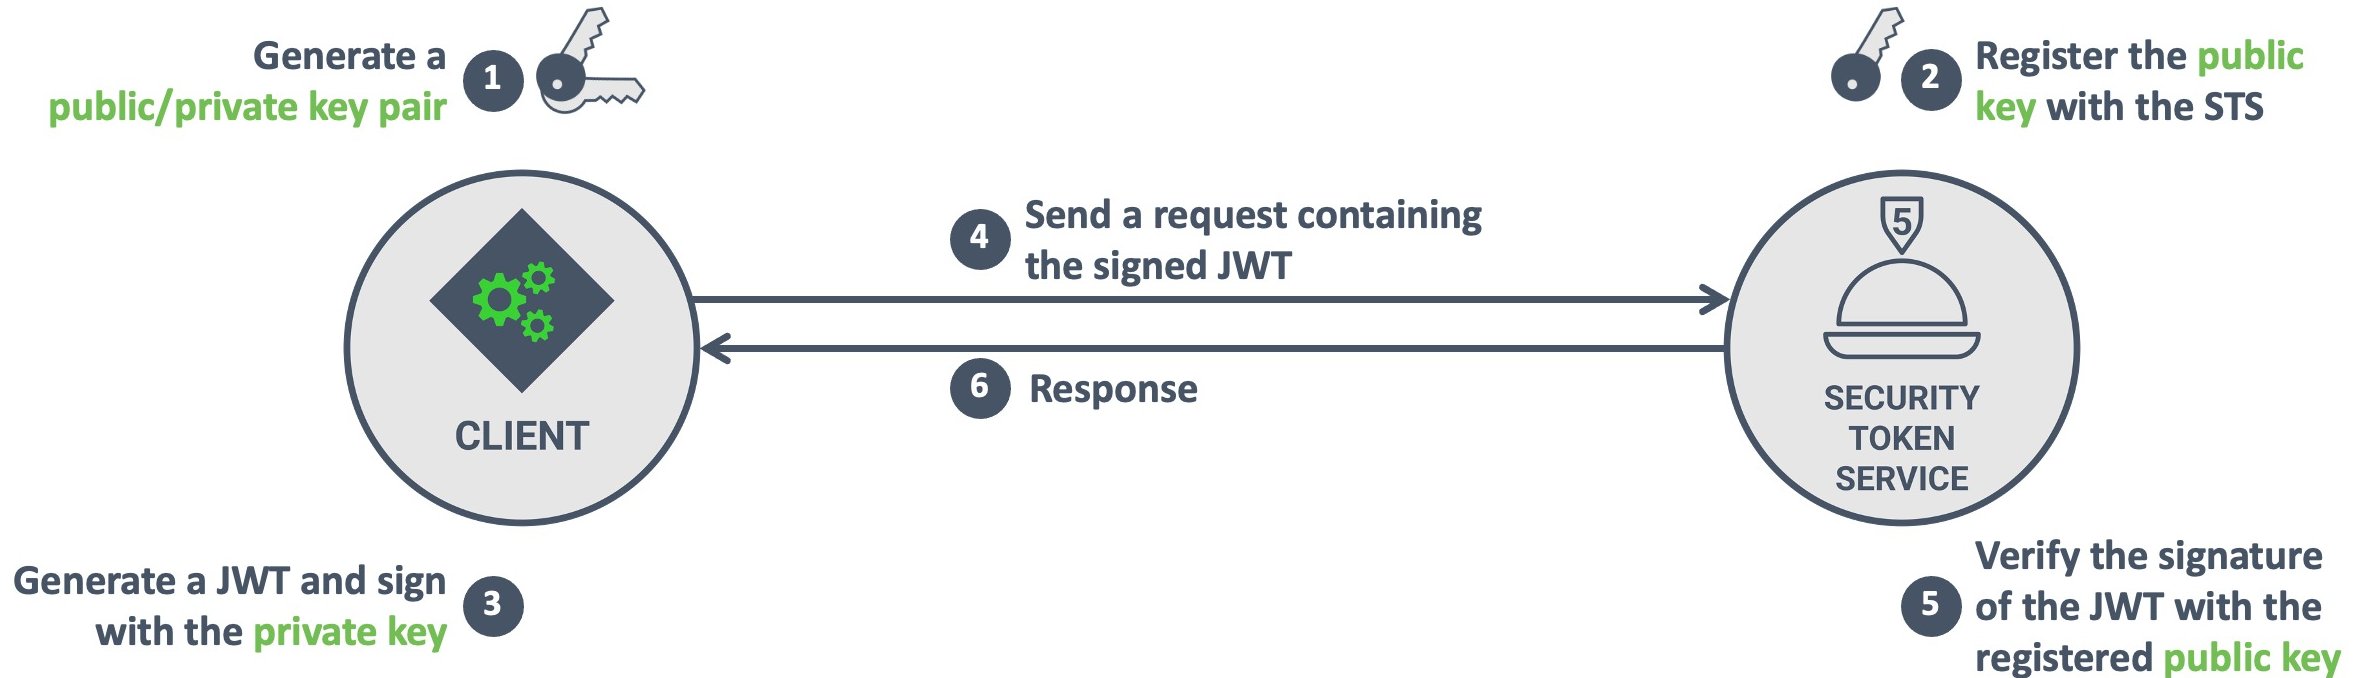 Generate a
public/private key pair
1
2
Register the public
key with the STS
4
Send a request containing
the signed JWT
6
Response
CLIENT
5
SECURITY
TOKEN
SERVICE
Generate a JWT and sign
with the private key
3
5
Verify the signature
of the JWT with the
registered public key